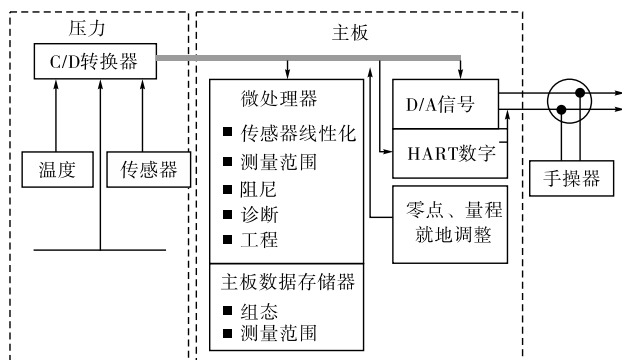 压力
主板
C/D转换器
温度
传感器
微处理器
■ 传感器线性化
■ 测量范围
■ 阻尼
■ 诊断
■ 工程
主板数据存储器
■ 组态
■ 测量范围
D/A信号
HART数字
零点、量程
就地调整
手操器